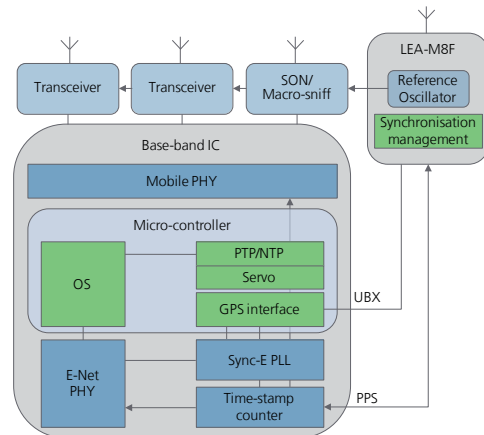 LEA-M8F
Transceiver
Transceiver
SON/
Macro-sniff
Reference
Oscillator
Synchronisation
management
Base-band IC
Mobile PHY
Micro-controller
OS
PTP/NTP
Servo
GPS interface
UBX
E-Net
PHY
Sync-E PLL
Time-stamp
counter
PPS